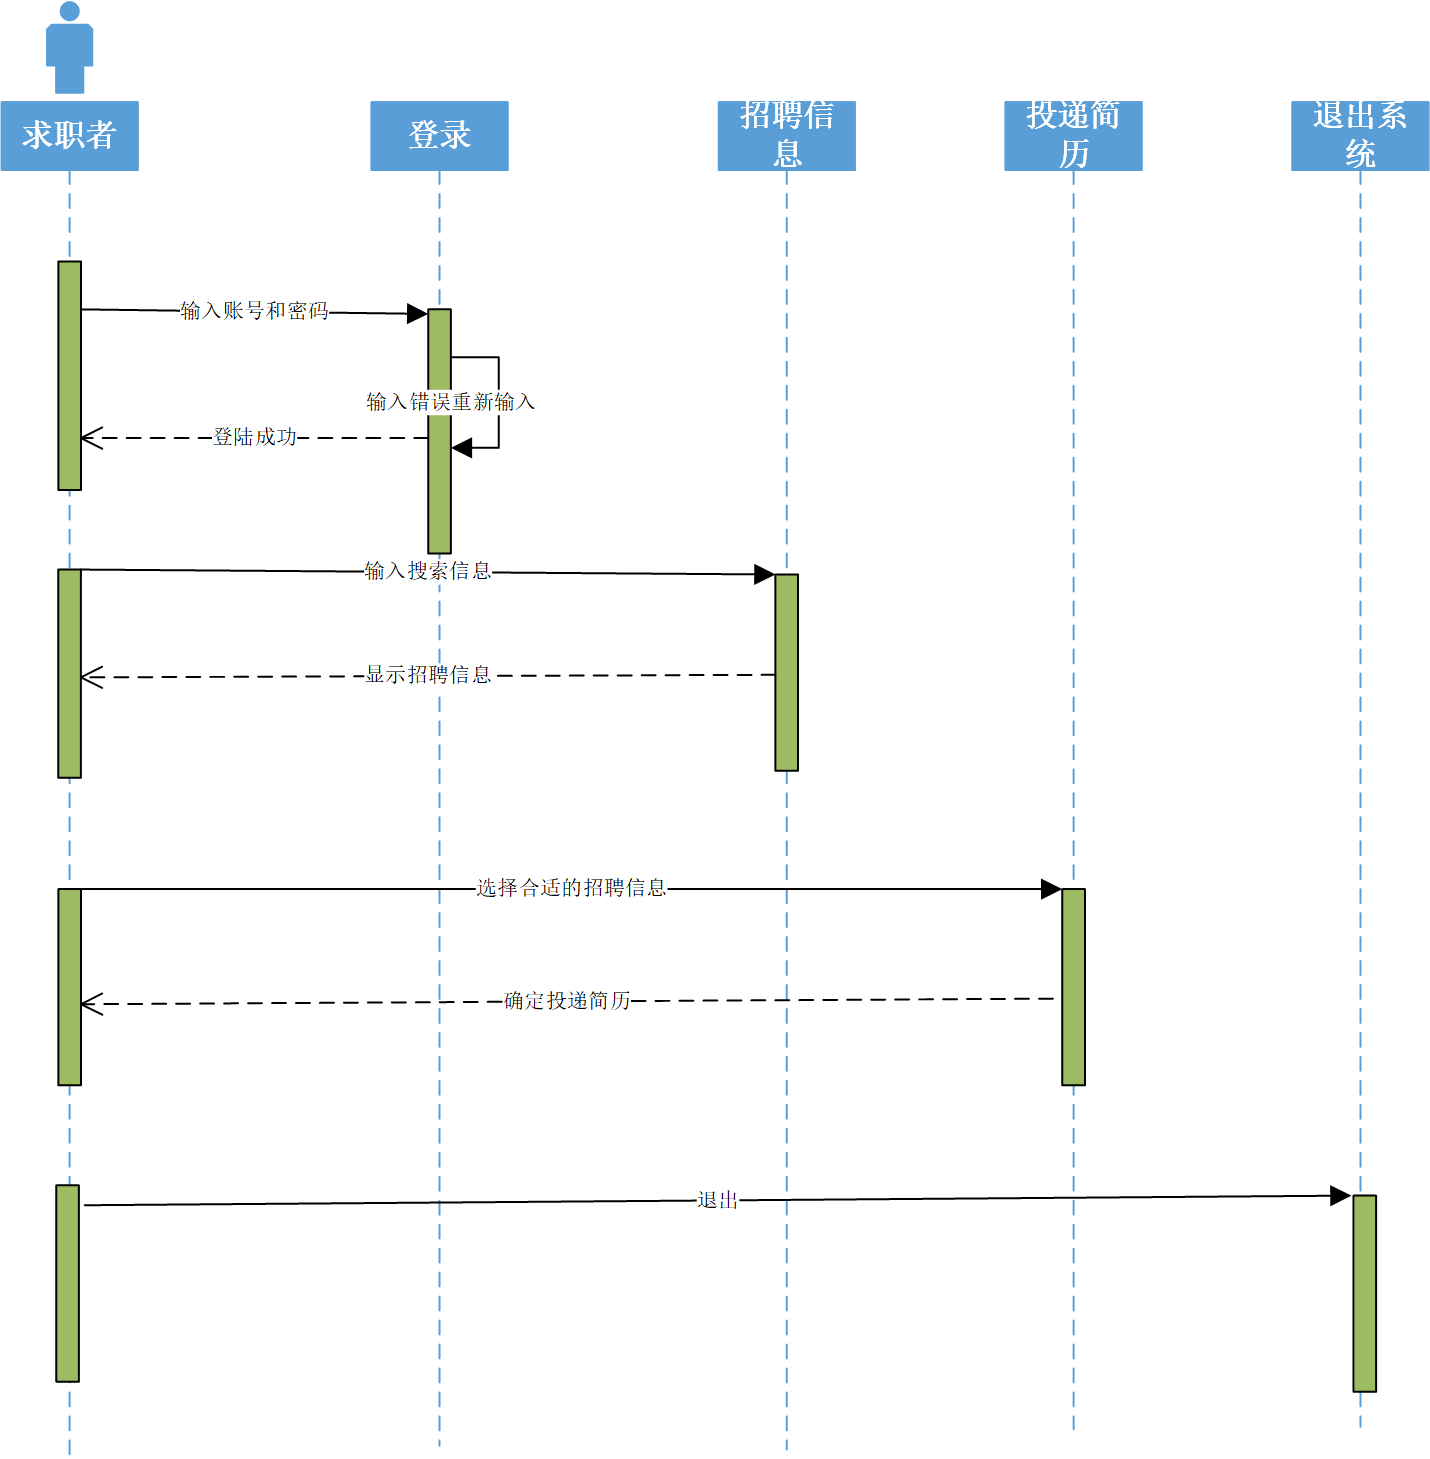 求职者
登录
招聘信
息
投递简
历
退出系
统
输入账号和密码
输入错误重新输入
登陆成功
输入搜索信息
显示招聘信息
选择合适的招聘信息
确定投递简历
退出